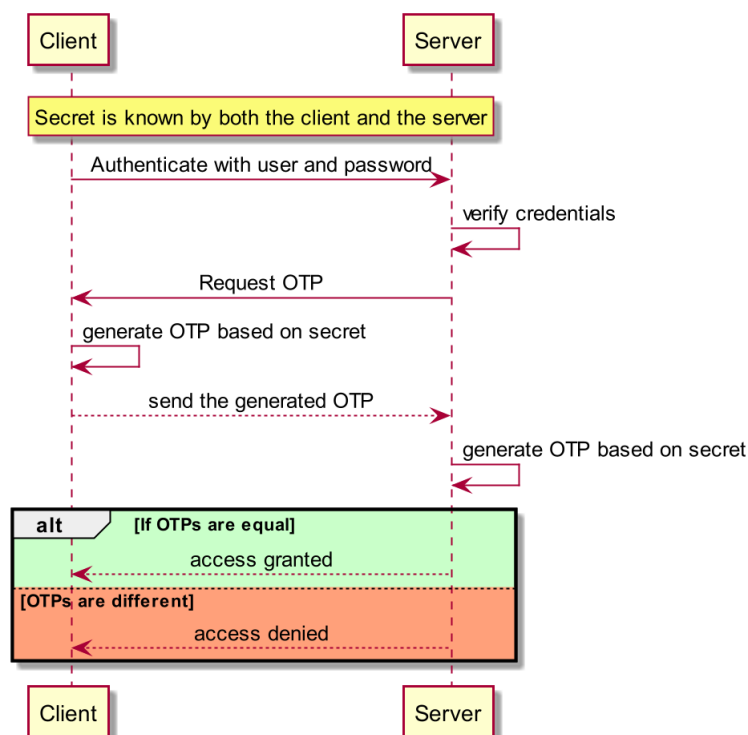 Client
Server
Secret is known by both the client and the server
Authenticate with user and password
verify credentials
Request OTP
generate OTP based on secret
send the generated OTP
generate OTP based on secret
alt
[If OTPs are equal]
access granted
[OTPs are different]
access denied
Client
Server